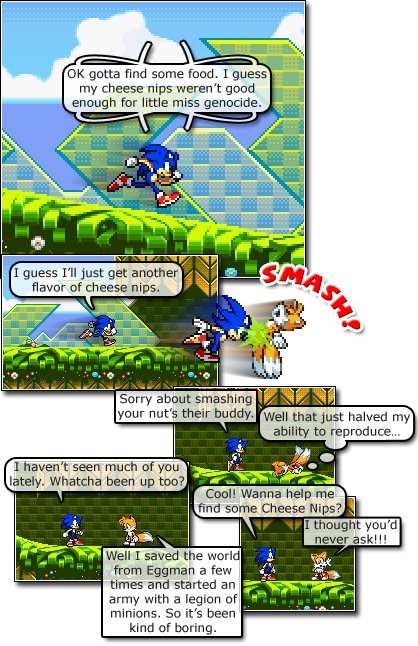 OK gotta find some food. I guess
my cheese nips weren't good
enough for little miss genocide.
I guess I'll just get another
flavor of cheese nips.
SMASH!
Sorry about smashing
your nut's their buddy.
Well that just halved my
ability to reproduce...
I haven't seen much of you
lately. Whatcha been up too?
Well I saved the world
from Eggman a few
times and started an
army with a legion of
minions. So it's been
kind of boring.
Cool! Wanna help me
find some Cheese Nips?
I thought you'd
never ask!!!